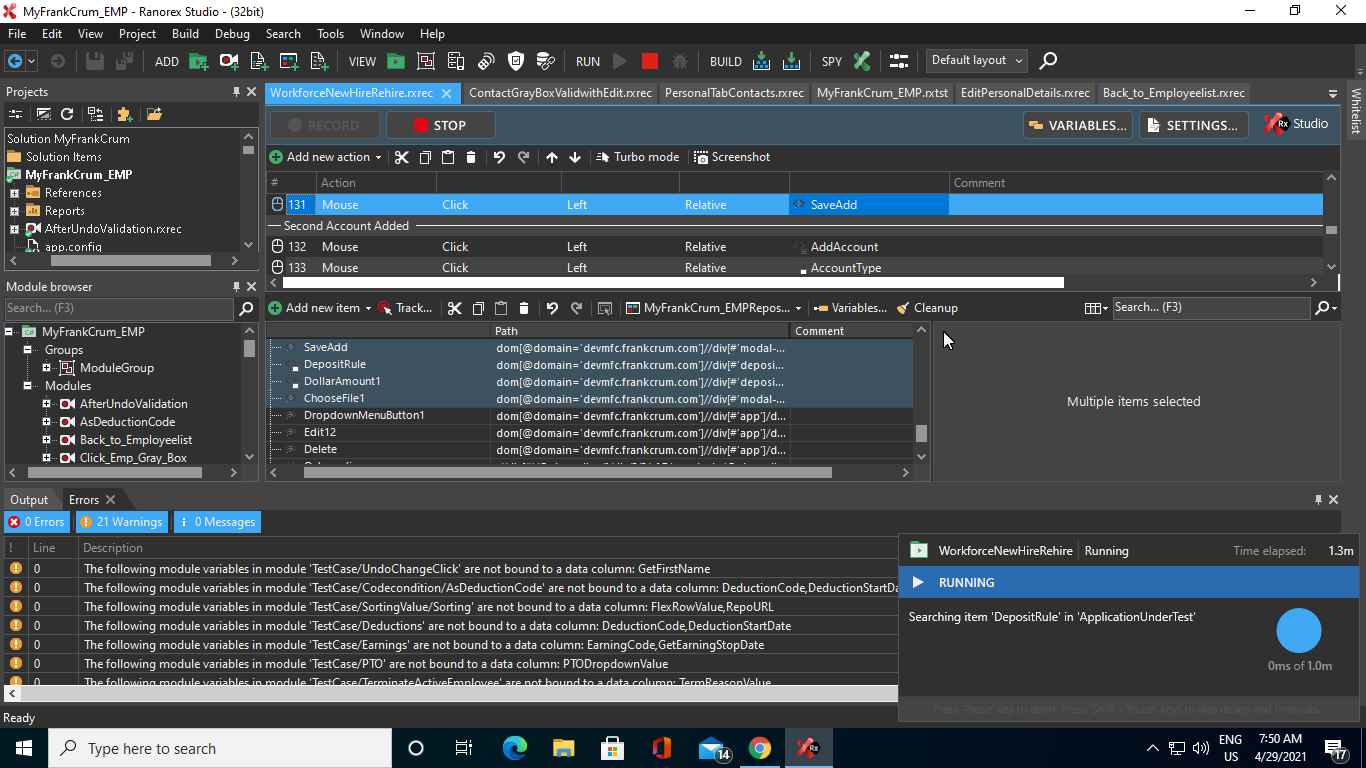 MyFrankCrum_EMP - Ranorex Studio - (32bit)
File Edit View Project Build Debug Search Tools Window Help
ADD VIEW RUN BUILD SPY Default layout
Projects
Solution MyFrankCrum
Solution Items
MyFrankCrum_EMP
References
Reports
AfterUndoValidation.rxrec
app.config
Module browser
Search... (F3)
MyFrankCrum_EMP
Groups
ModuleGroup
Modules
AfterUndoValidation
AsDeductionCode
Back_to_Employeelist
Click_Emp_Gray_Box
WorkforceNewHireRehire.rxrec ContactGrayBoxValidwithEdit.rxrec PersonalTabContacts.rxrec MyFrankCrum_EMP.rxtst EditPersonalDetails.rxrec Back_to_Employeelist.rxrec
Whitelist
RECORD STOP VARIABLES... SETTINGS... Rx Studio
Add new action Turbo mode Screenshot
# Action Comment
131 Mouse Click Left Relative SaveAdd
Second Account Added
132 Mouse Click Left Relative AddAccount
133 Mouse Click Left Relative AccountType
Add new item Track... MyFrankCrum_EMPRepos... Variables... Cleanup Search... (F3)
Path Comment
SaveAdd dom[@domain='devmfc.frankcrum.com']//div[#'modal-...
DepositRule dom[@domain='devmfc.frankcrum.com']//div[#'deposi...
DollarAmount1 dom[@domain='devmfc.frankcrum.com']//div[#'deposi...
ChooseFile1 dom[@domain='devmfc.frankcrum.com']//div[#'modal-...
DropdownMenuButton1 dom[@domain='devmfc.frankcrum.com']//div[#'app']/d...
Edit12 dom[@domain='devmfc.frankcrum.com']//div[#'app']/d...
Delete dom[@domain='devmfc.frankcrum.com']//div[#'app']/d...
Multiple items selected
Output Errors
0 Errors 21 Warnings 0 Messages
! Line Description
0 The following module variables in module 'TestCase/UndoChangeClick' are not bound to a data column: GetFirstName
0 The following module variables in module 'TestCase/Codecondition/AsDeductionCode' are not bound to a data column: DeductionCode,DeductionStartDa
0 The following module variables in module 'TestCase/SortingValue/Sorting' are not bound to a data column: FlexRowValue,RepoURL
0 The following module variables in module 'TestCase/Deductions' are not bound to a data column: DeductionCode,DeductionStartDate
0 The following module variables in module 'TestCase/Earnings' are not bound to a data column: EarningCode,GetEarningStopDate
0 The following module variables in module 'TestCase/PTO' are not bound to a data column: PTODropdownValue
0 The following module variables in module 'TestCase/TerminateActiveEmployee' are not bound to a data column: TermReasonValue
WorkforceNewHireRehire Running Time elapsed: 1.3m
RUNNING
Searching item 'DepositRule' in 'ApplicationUnderTest'
0ms of 1.0m
Ready
Type here to search
14
Rx
ENG
US
7:50 AM
4/29/2021
17